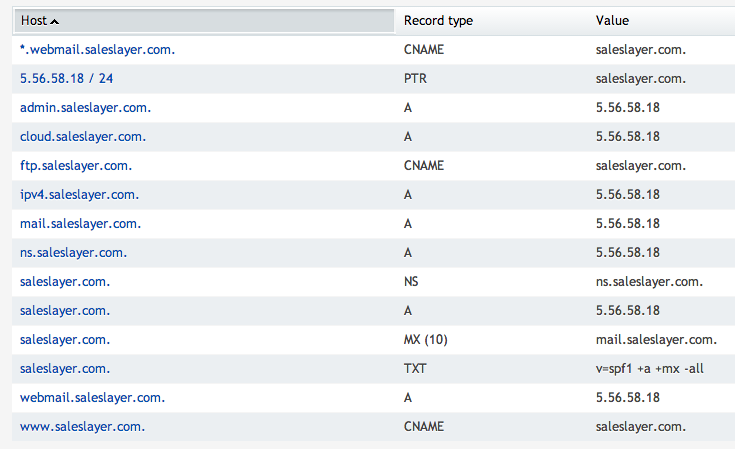 Host Record type Value
*.webmail.saleslayer.com. CNAME saleslayer.com.
5.56.58.18 / 24 PTR saleslayer.com.
admin.saleslayer.com. A 5.56.58.18
cloud.saleslayer.com. A 5.56.58.18
ftp.saleslayer.com. CNAME saleslayer.com.
ipv4.saleslayer.com. A 5.56.58.18
mail.saleslayer.com. A 5.56.58.18
ns.saleslayer.com. A 5.56.58.18
saleslayer.com. NS ns.saleslayer.com.
saleslayer.com. A 5.56.58.18
saleslayer.com. MX (10) mail.saleslayer.com.
saleslayer.com. TXT v=spf1 +a +mx -all
webmail.saleslayer.com. A 5.56.58.18
www.saleslayer.com. CNAME saleslayer.com.